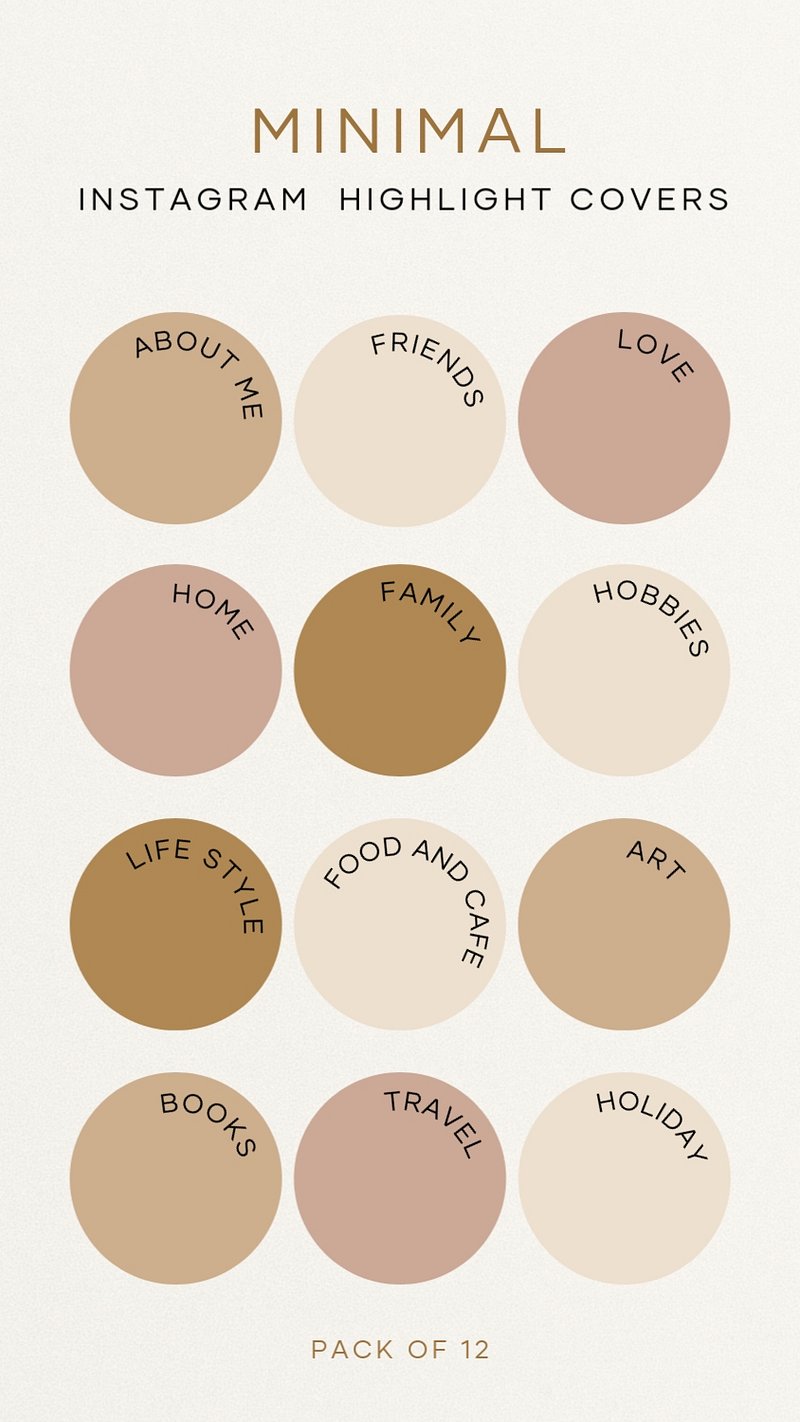 MINIMAL
INSTAGRAM HIGHLIGHT COVERS
ABOUT ME
FRIENDS
LOVE
HOME
FAMILY
HOBBIES
LIFE STYLE
FOOD AND CAFE
ART
BOOKS
TRAVEL
HOLIDAY
PACK OF 12